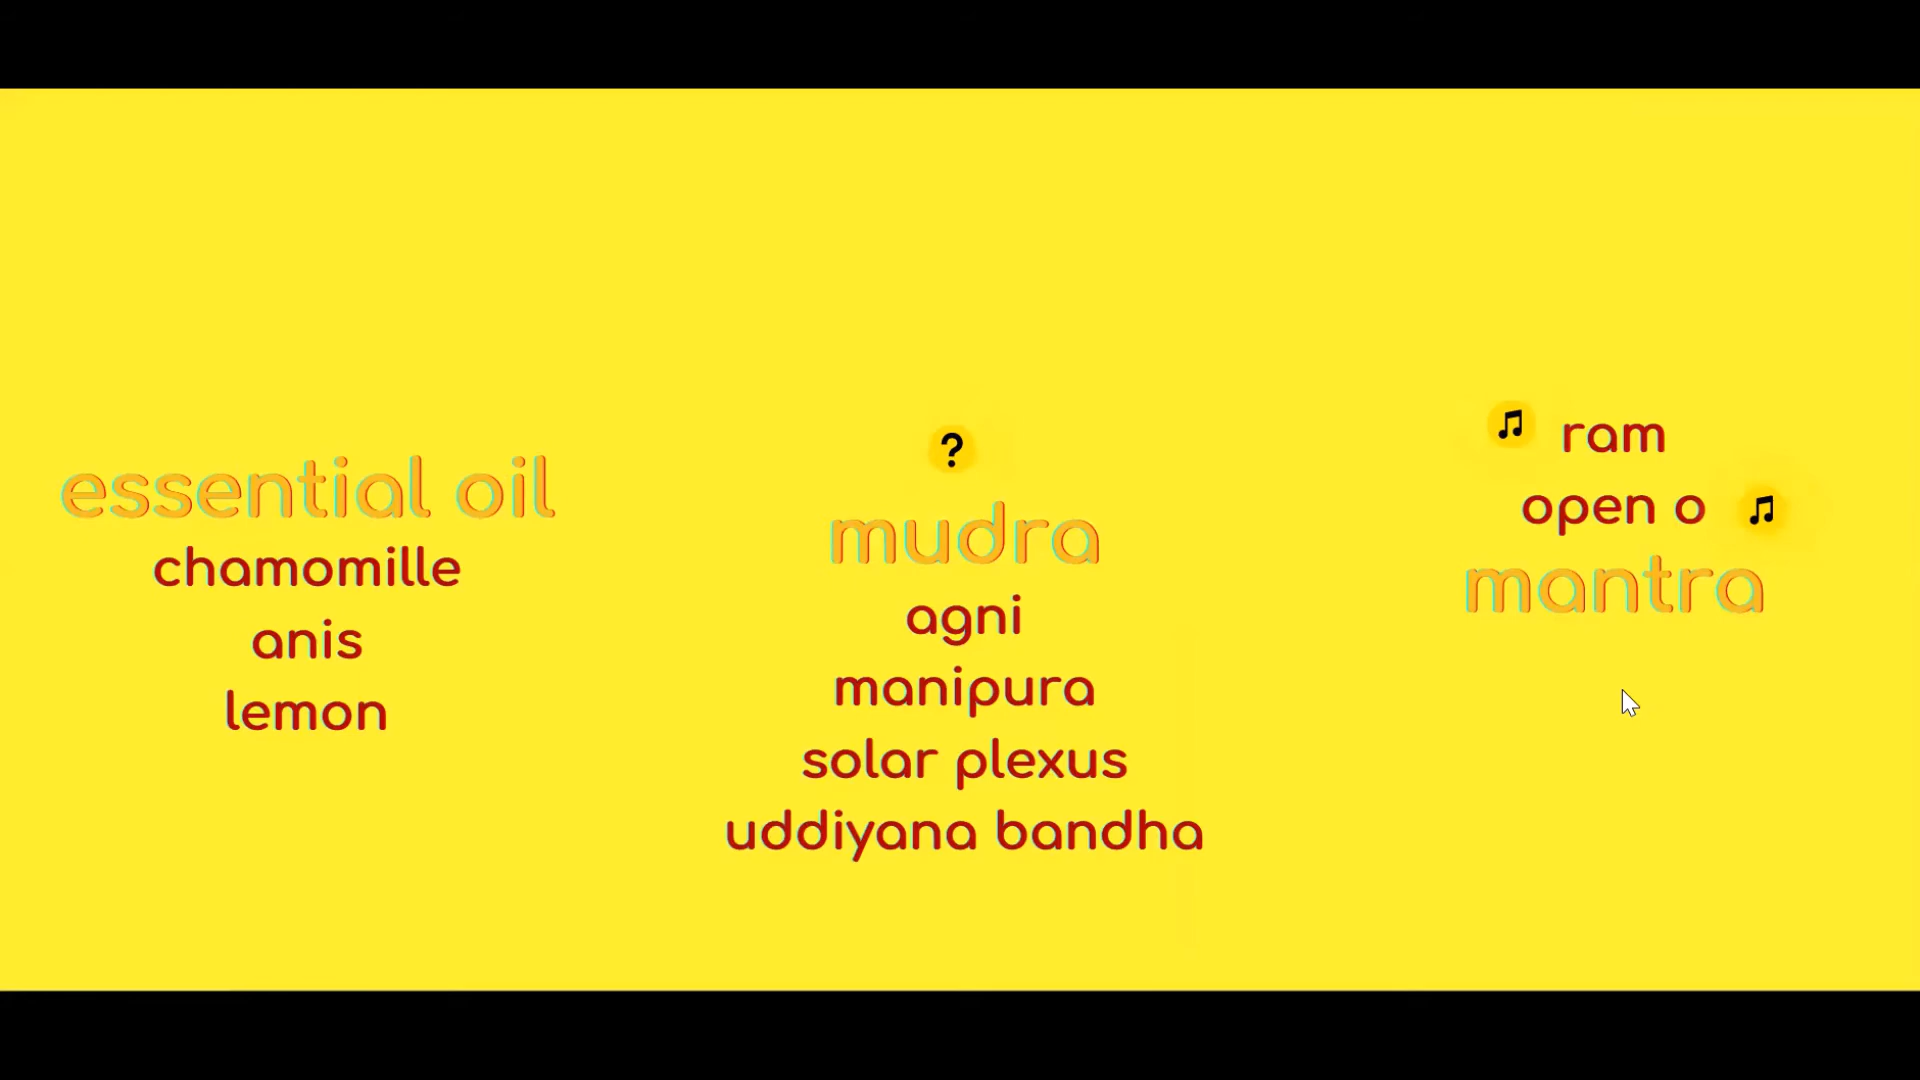 essential oil
chamomille
anis
lemon
?
mudra
agni
manipura
solar plexus
uddiyana bandha
ram
open o
mantra